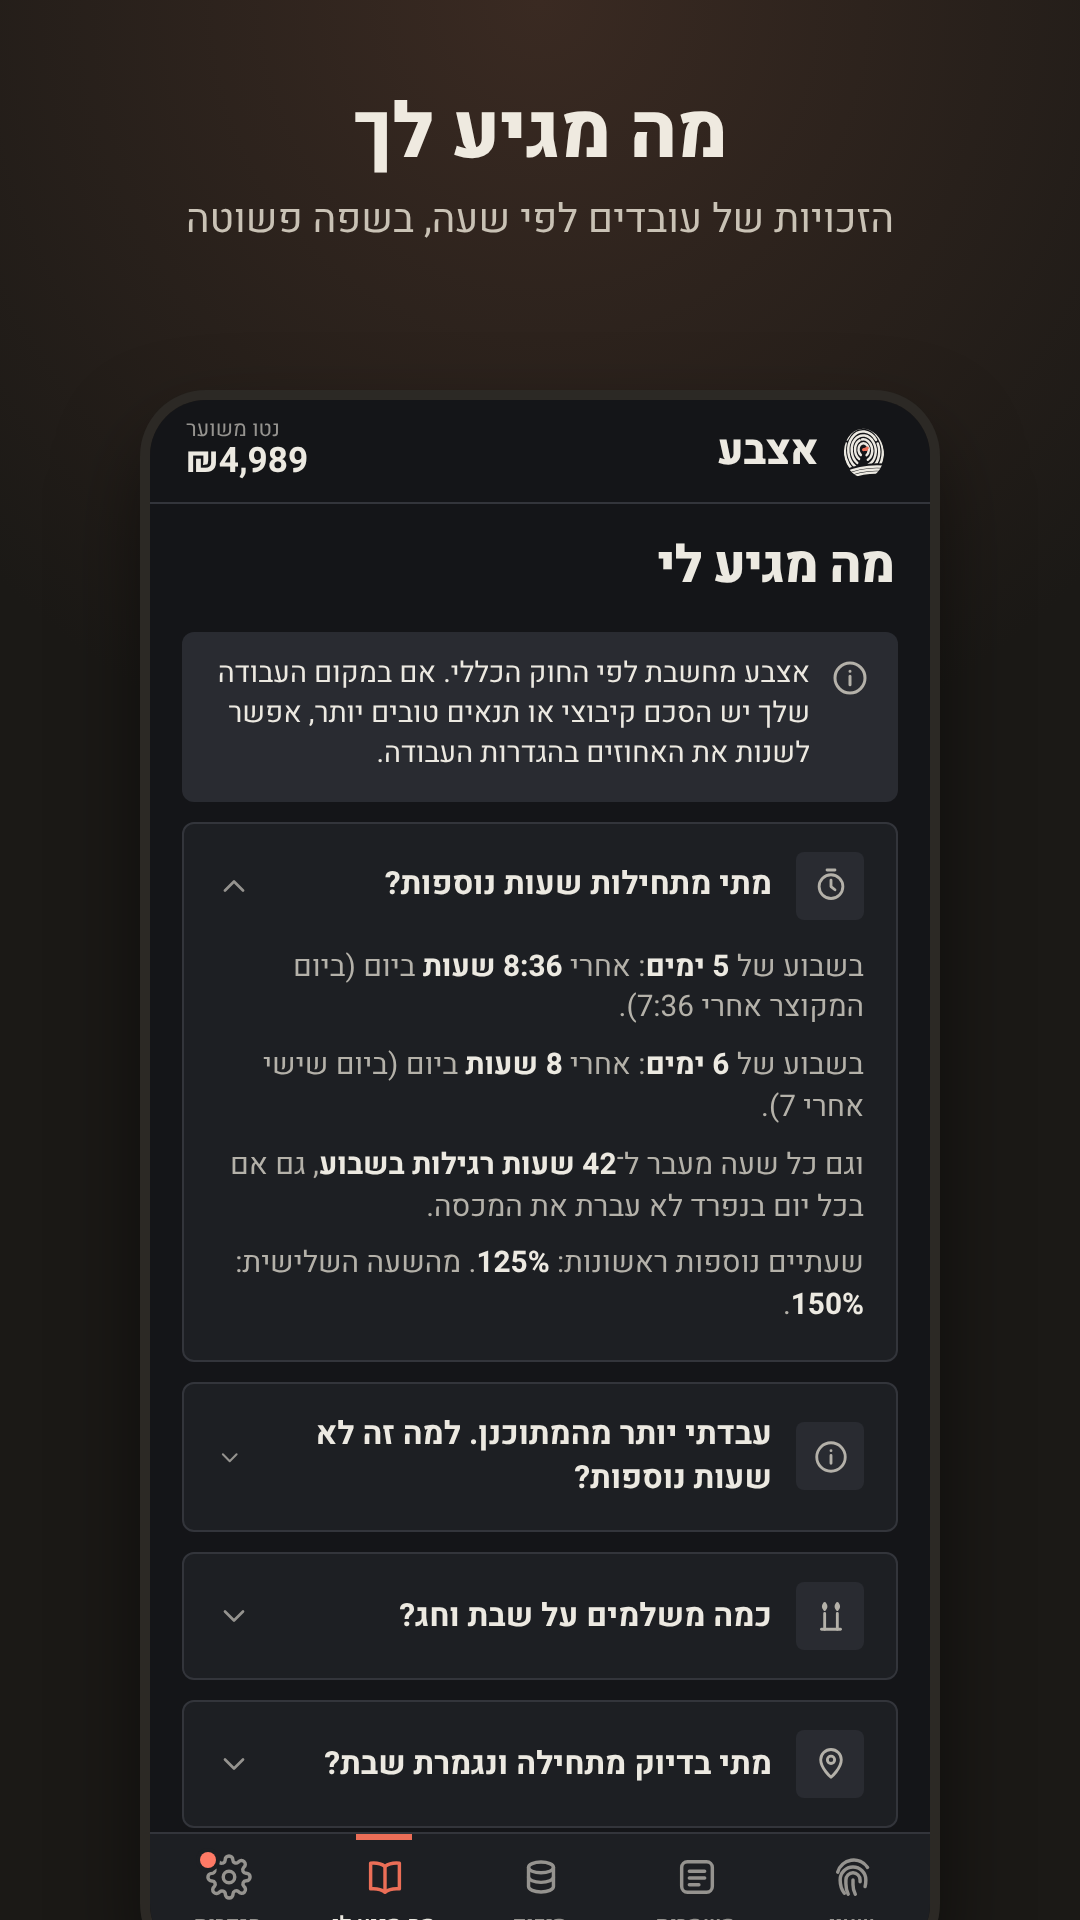 מה מגיע לך
הזכויות של עובדים לפי שעה, בשפה פשוטה
אצבע
נטו משוער
₪4,989
מה מגיע לי
אצבע מחשבת לפי החוק הכללי. אם במקום העבודה
שלך יש הסכם קיבוצי או תנאים טובים יותר, אפשר
לשנות את האחוזים בהגדרות העבודה.
מתי מתחילות שעות נוספות?
בשבוע של 5 ימים: אחרי 8:36 שעות ביום (ביום
המקוצר אחרי 7:36).
בשבוע של 6 ימים: אחרי 8 שעות ביום (ביום שישי
אחרי 7).
וגם כל שעה מעבר ל־42 שעות רגילות בשבוע, גם אם
בכל יום בנפרד לא עברת את המכסה.
שעתיים נוספות ראשונות: 125%. מהשעה השלישית:
150%.
עבדתי יותר מהמתוכנן. למה זה לא
שעות נוספות?
כמה משלמים על שבת וחג?
מתי בדיוק מתחילה ונגמרת שבת?